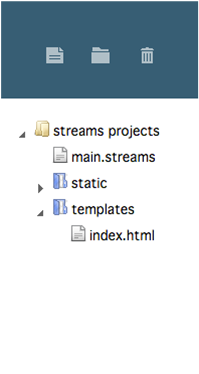 streams projects
main.streams
static
templates
index.html